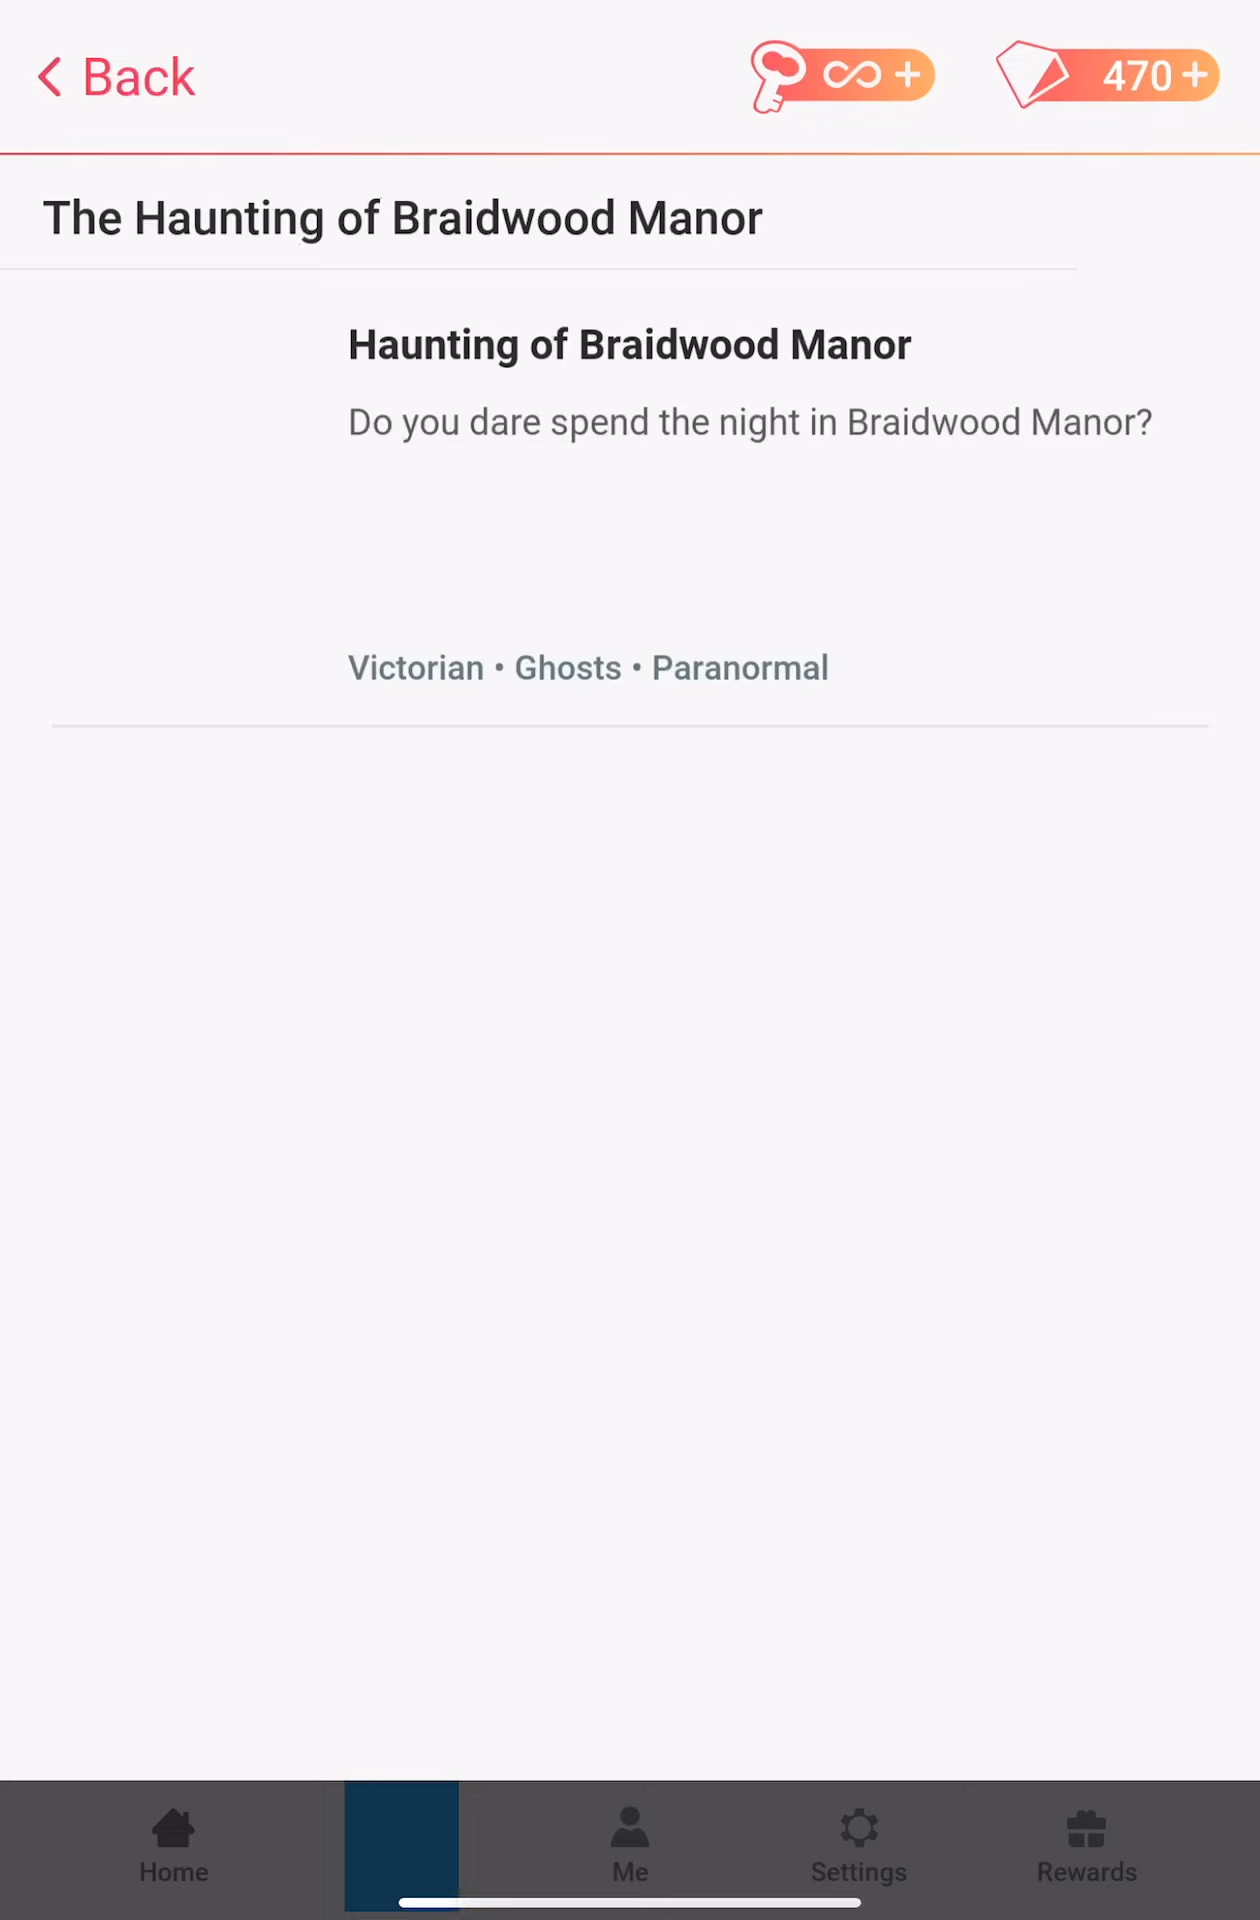 Back
∞ +
470 +
The Haunting of Braidwood Manor
Haunting of Braidwood Manor
Do you dare spend the night in Braidwood Manor?
Victorian • Ghosts • Paranormal
Home
Me
Settings
Rewards